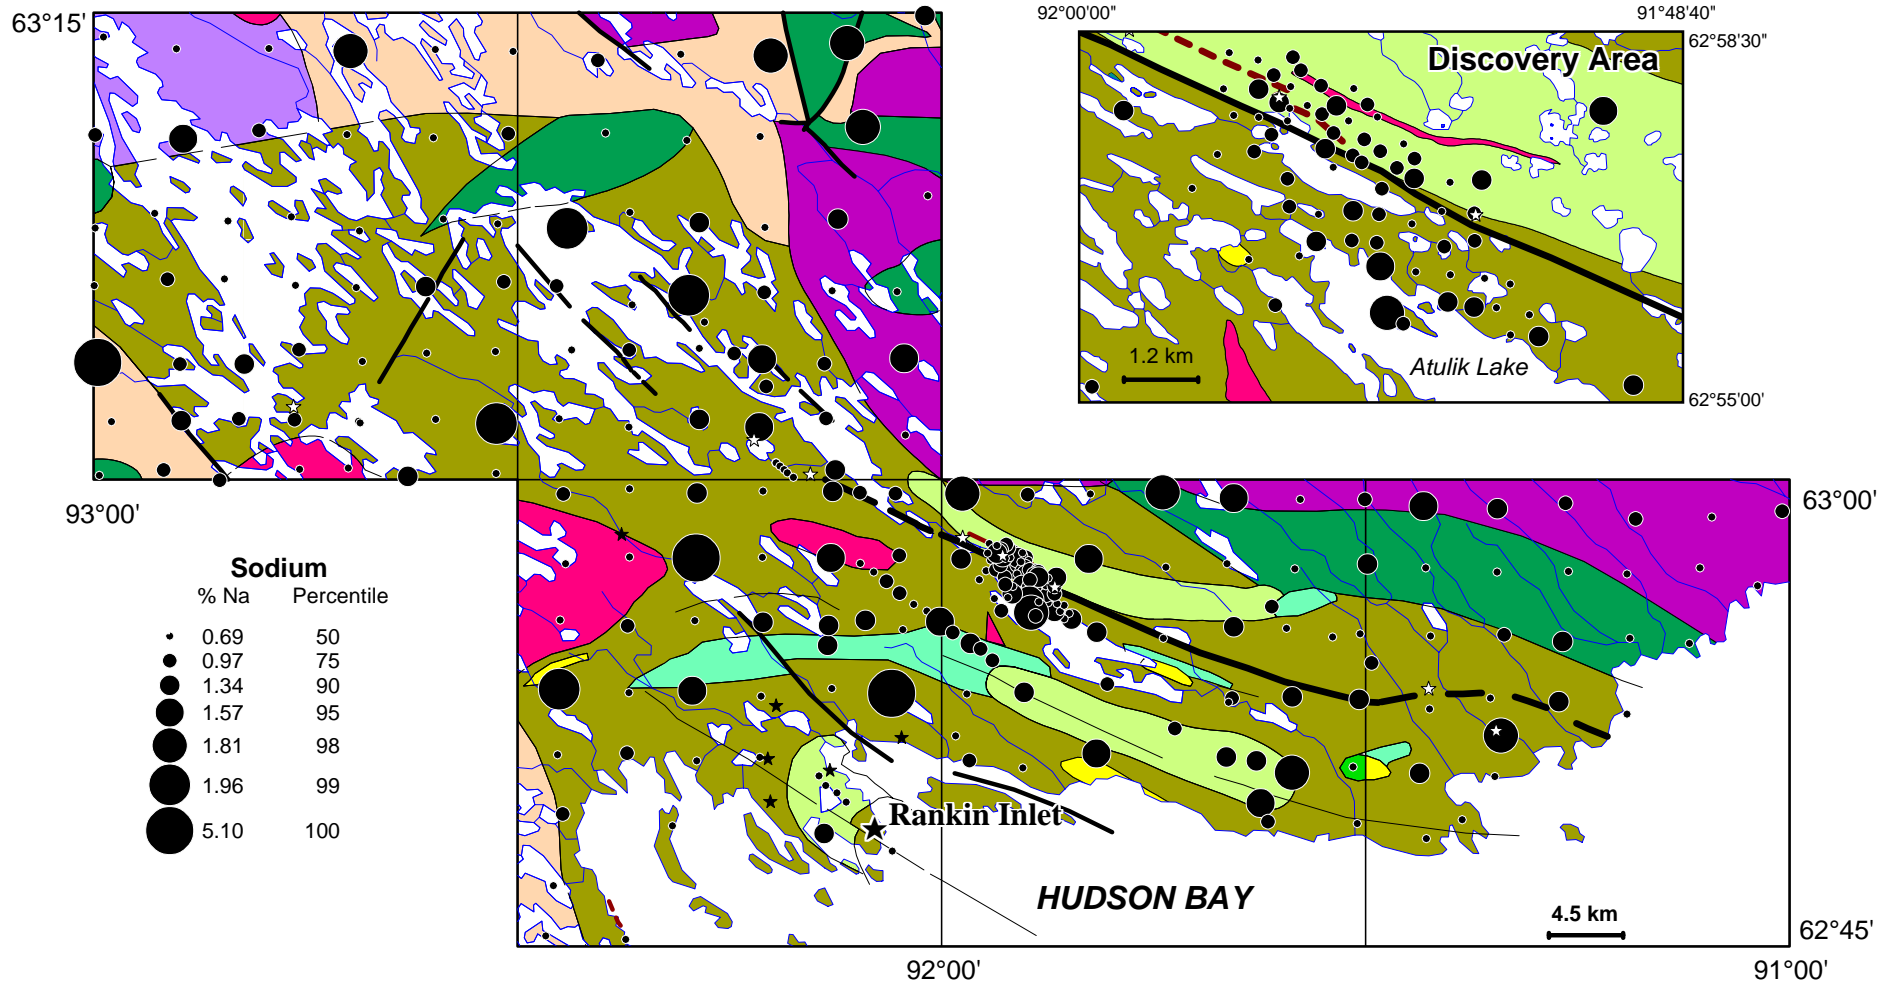 63°15'
92°00'00"
91°48'40"
62°58'30"
Discovery Area
1.2 km
Atulik Lake
62°55'00'
93°00'
63°00'
Sodium
% Na Percentile
0.69 50
0.97 75
1.34 90
1.57 95
1.81 98
1.96 99
5.10 100
Rankin Inlet
HUDSON BAY
4.5 km
62°45'
92°00'
91°00'